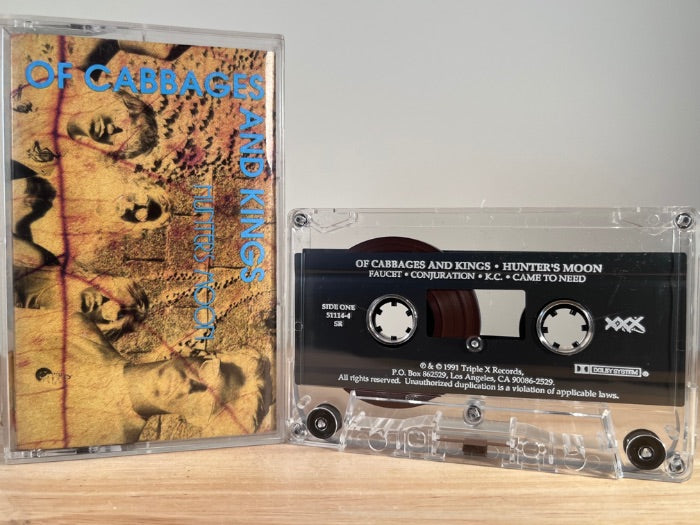 OF CABBAGES
AND KINGS
HUNTER'S MOON
OF CABBAGES AND KINGS • HUNTER'S MOON
FAUCET • CONJURATION • K.C. • CAME TO NEED
SIDE ONE
51114-4
SR
XXX
DOLBY SYSTEM ®
℗ & © 1991 Triple X Records,
P.O. Box 862529, Los Angeles, CA 90086-2529.
All rights reserved. Unauthorized duplication is a violation of applicable laws.